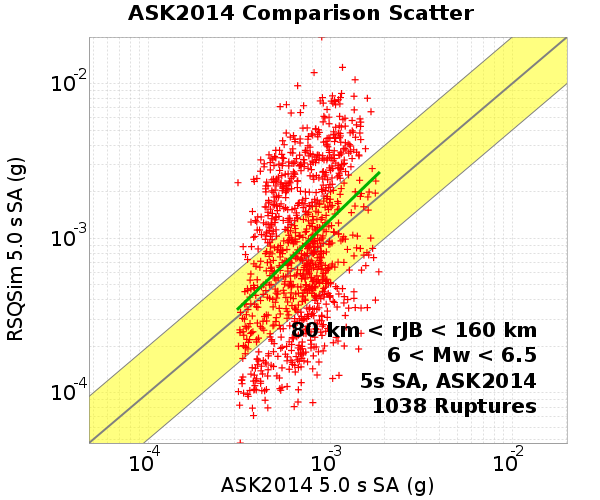 ASK2014 Comparison Scatter
RSQSim 5.0 s SA (g)
10-2
10-3
10-4
80 km < rJB < 160 km
6 < Mw < 6.5
5s SA, ASK2014
1038 Ruptures
10-4
10-3
10-2
ASK2014 5.0 s SA (g)